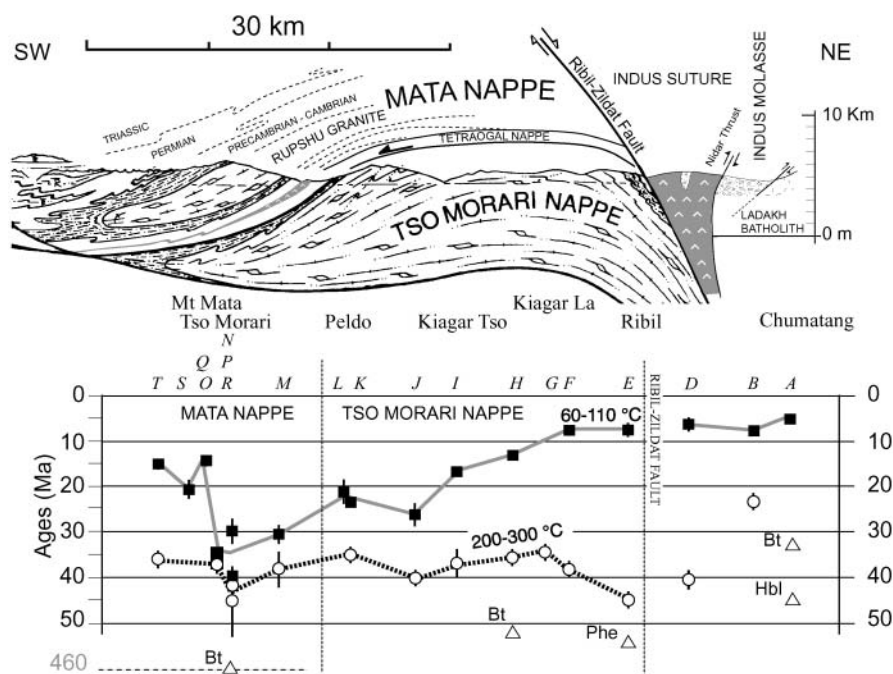 30 km
SW
NE
Ribil-Zildat Fault
INDUS SUTURE
INDUS MOLASSE
MATA NAPPE
10 Km
TRIASSIC
PERMIAN
PRECAMBRIAN - CAMBRIAN
RUPSHU GRANITE
TETRAOGAL NAPPE
Nidar Thrust
TSO MORARI NAPPE
LADAKH
BATHOLITH
0 m
Mt Mata
Tso Morari
Peldo
Kiagar Tso
Kiagar La
Ribil
Chumatang
N
Q P
T S O R M L K J I H G F E D B A
0 0
MATA NAPPE
TSO MORARI NAPPE
60-110 °C
RIBIL-ZILDAT FAULT
10 10
20 20
30 30
200-300 °C
Bt
40 40
Hbl
50 50
Bt
Phe
460
Bt
Ages (Ma)